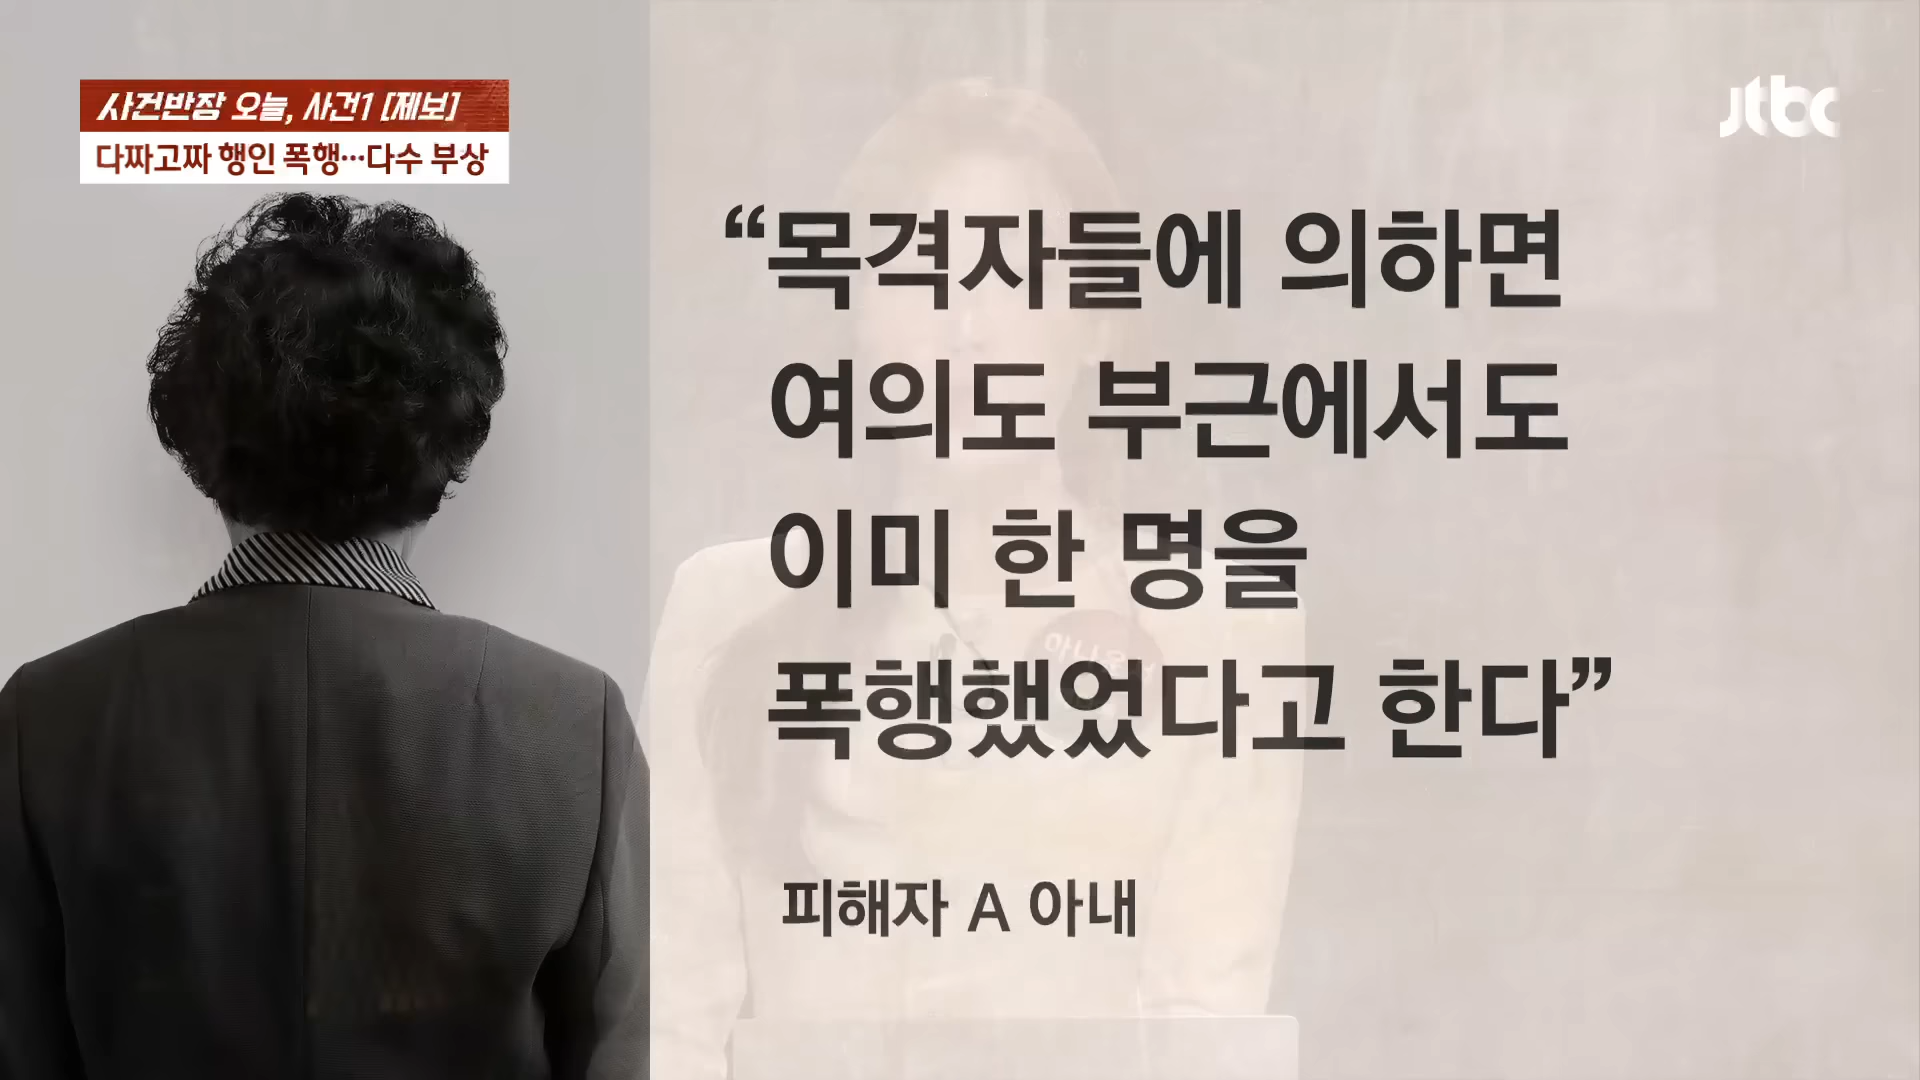 사건반장 오늘, 사건1 [제보]
다짜고짜 행인 폭행…다수 부상
jtbc
“목격자들에 의하면
여의도 부근에서도
이미 한 명을
폭행했었다고 한다”
피해자 A 아내